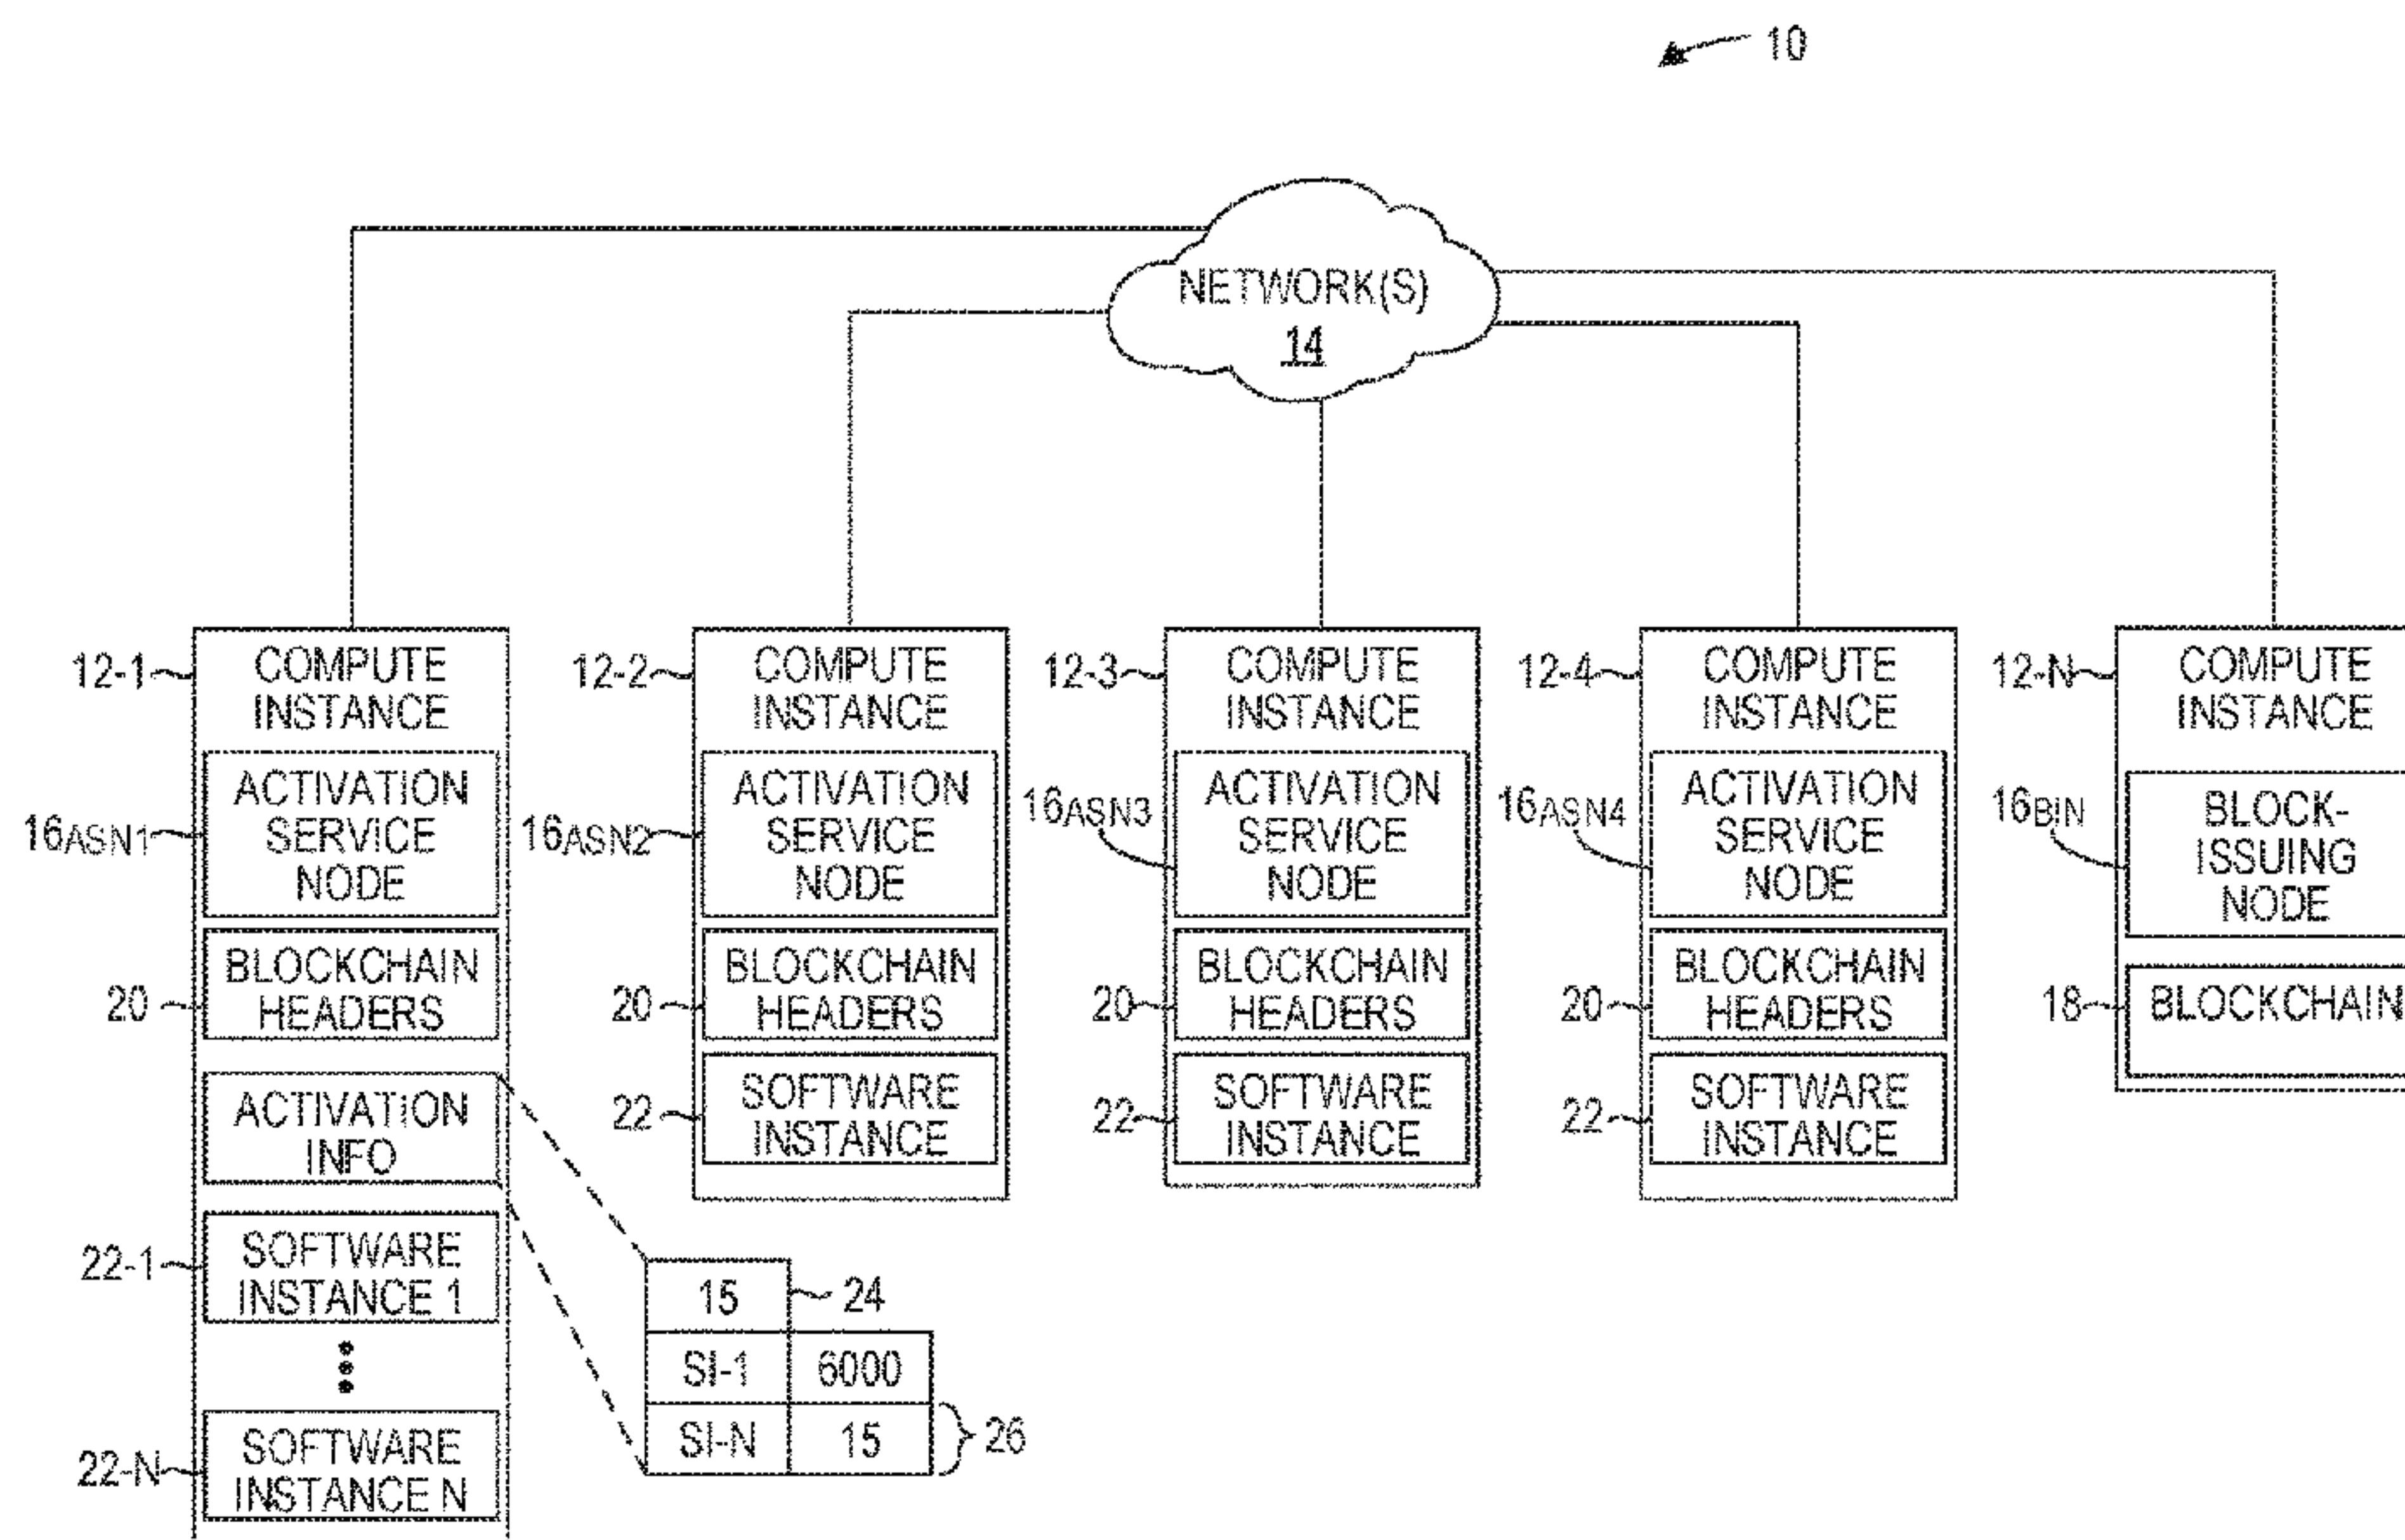 10
NETWORK(S)
14
12-1
COMPUTE
INSTANCE
16ASN1
ACTIVATION
SERVICE
NODE
20
BLOCKCHAIN
HEADERS
ACTIVATION
INFO
22-1
SOFTWARE
INSTANCE 1
22-N
SOFTWARE
INSTANCE N
15
24
SI-1
6000
SI-N
15
26
12-2
COMPUTE
INSTANCE
16ASN2
ACTIVATION
SERVICE
NODE
20
BLOCKCHAIN
HEADERS
22
SOFTWARE
INSTANCE
12-3
COMPUTE
INSTANCE
16ASN3
ACTIVATION
SERVICE
NODE
20
BLOCKCHAIN
HEADERS
22
SOFTWARE
INSTANCE
12-4
COMPUTE
INSTANCE
16ASN4
ACTIVATION
SERVICE
NODE
20
BLOCKCHAIN
HEADERS
22
SOFTWARE
INSTANCE
12-N
COMPUTE
INSTANCE
16BIN
BLOCK-
ISSUING
NODE
18
BLOCKCHAIN